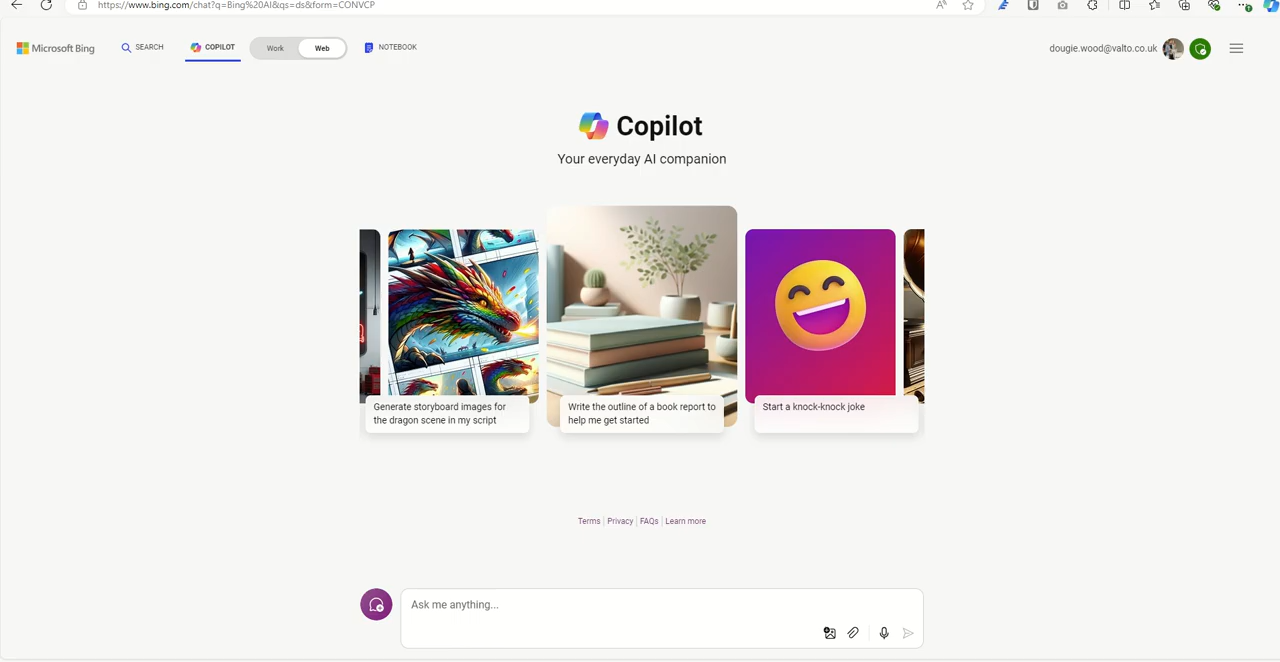 https://www.bing.com/chat?q=Bing%20AI&qs=ds&form=CONVCP
Microsoft Bing
SEARCH
COPILOT
Work
Web
NOTEBOOK
dougie.wood@valto.co.uk
Copilot
Your everyday AI companion
Generate storyboard images for
the dragon scene in my script
Write the outline of a book report to
help me get started
Start a knock-knock joke
Terms | Privacy | FAQs | Learn more
Ask me anything...